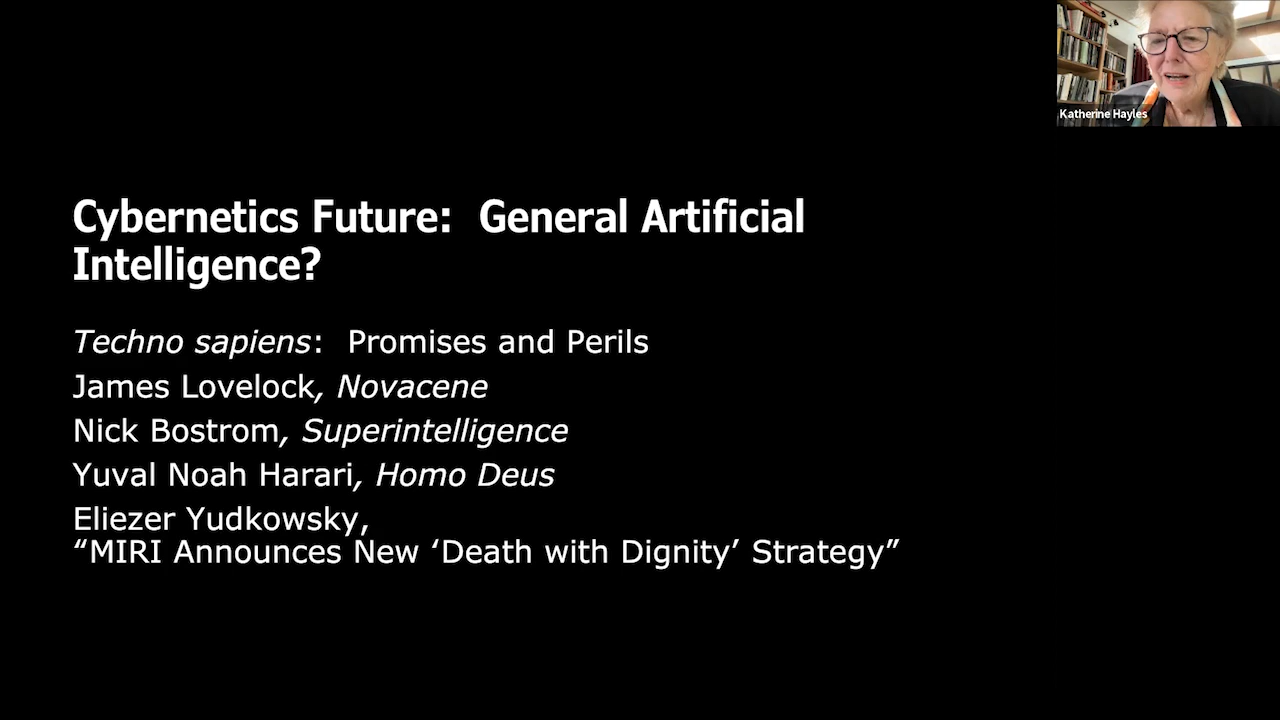 Katherine Hayles
Cybernetics Future:  General Artificial
Intelligence?
Techno sapiens:  Promises and Perils
James Lovelock, Novacene
Nick Bostrom, Superintelligence
Yuval Noah Harari, Homo Deus
Eliezer Yudkowsky,
“MIRI Announces New ‘Death with Dignity’ Strategy”